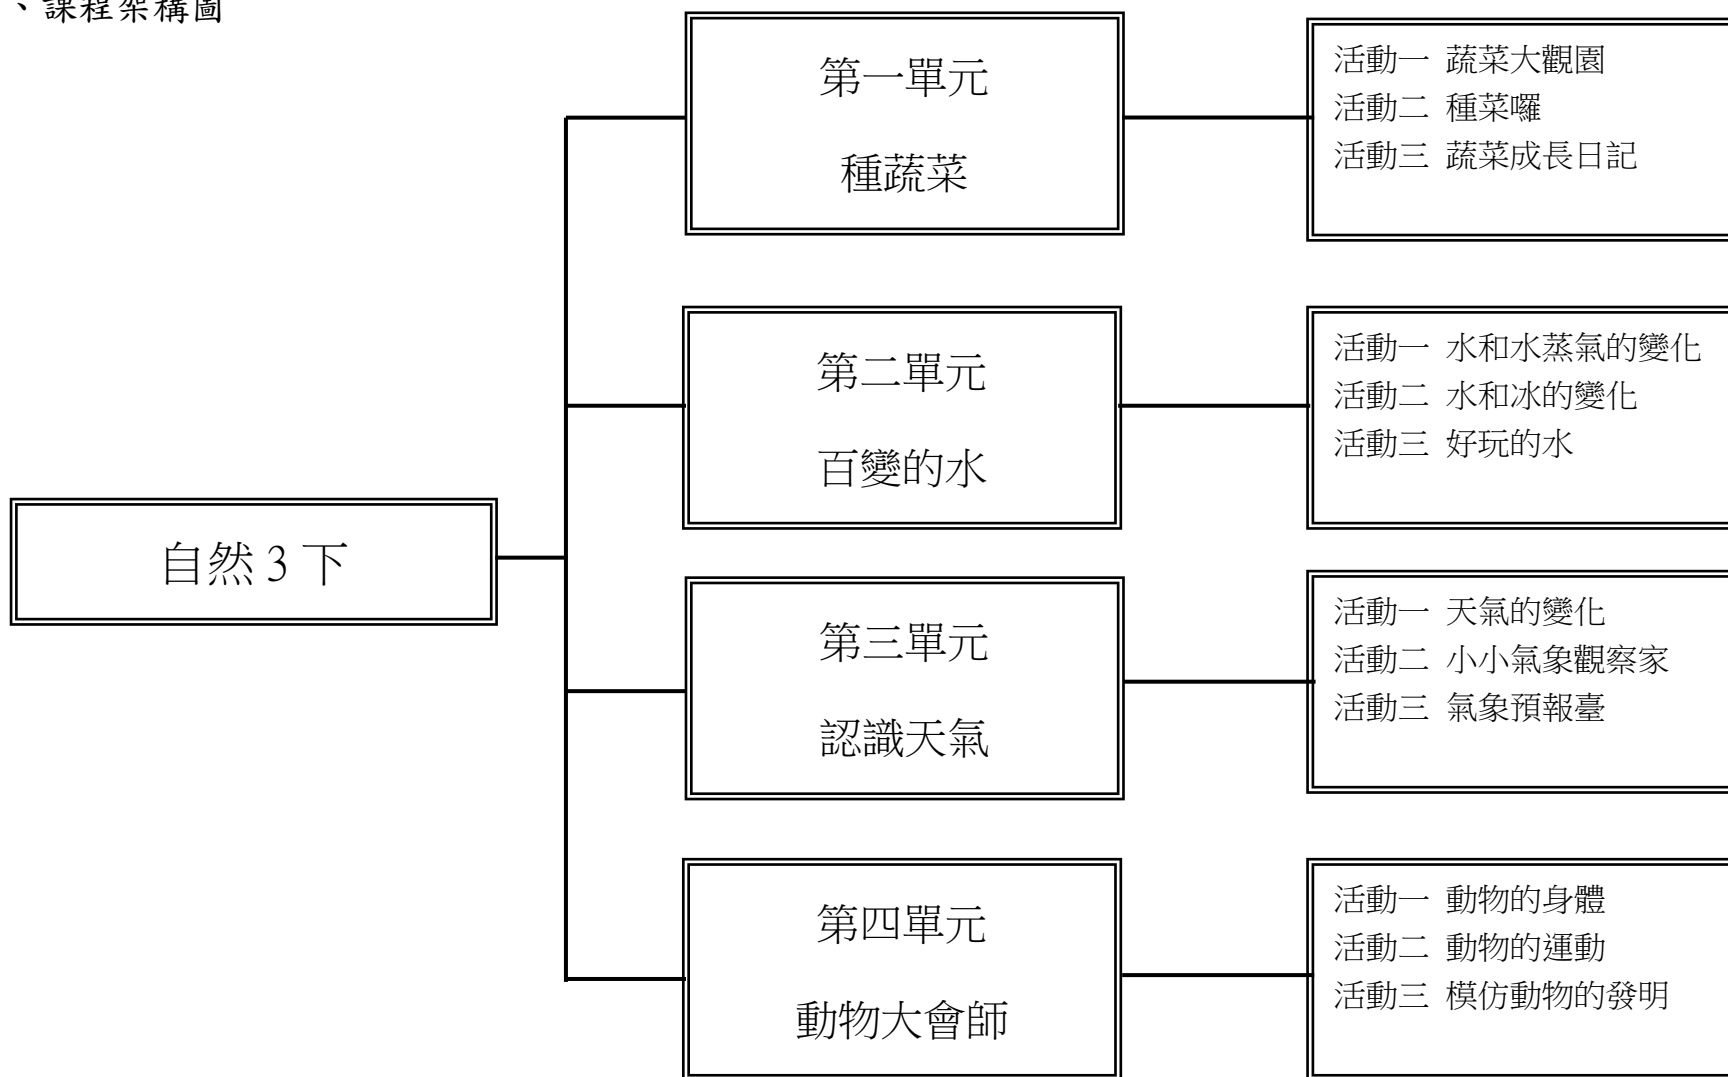 、課程架構圖
自然 3 下
第一單元
種蔬菜
活動一 蔬菜大觀園
活動二 種菜囉
活動三 蔬菜成長日記
第二單元
百變的水
活動一 水和水蒸氣的變化
活動二 水和冰的變化
活動三 好玩的水
第三單元
認識天氣
活動一 天氣的變化
活動二 小小氣象觀察家
活動三 氣象預報臺
第四單元
動物大會師
活動一 動物的身體
活動二 動物的運動
活動三 模仿動物的發明